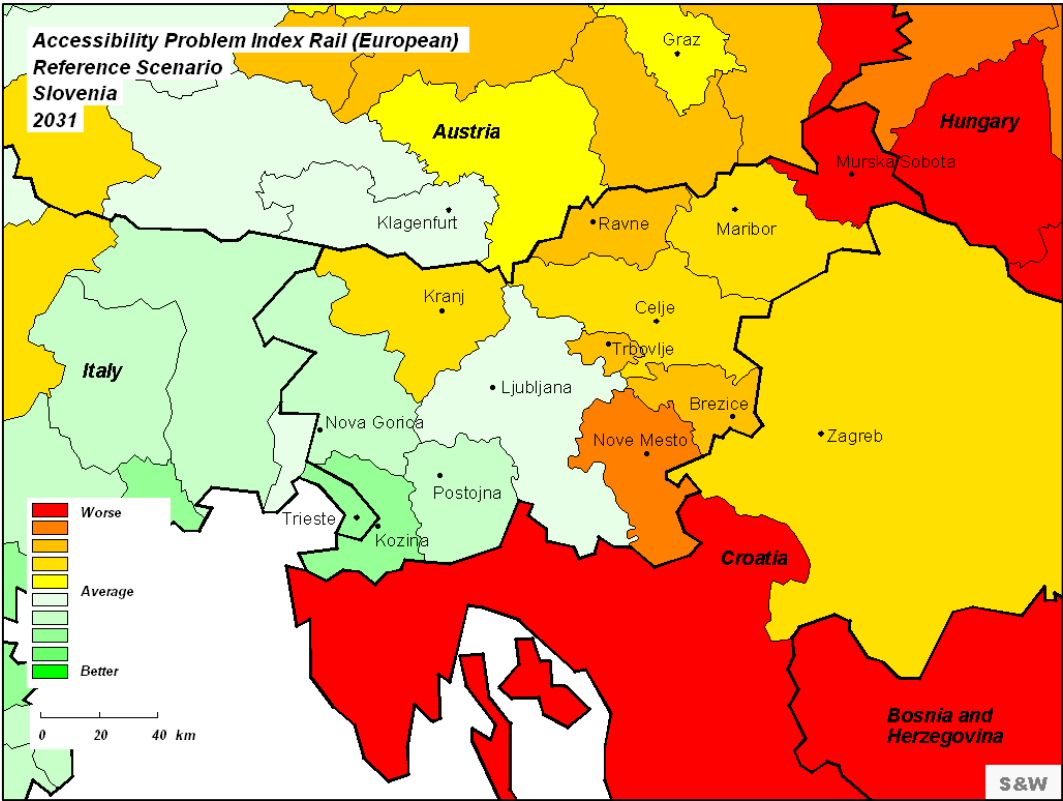 Accessibility Problem Index Rail (European)
Reference Scenario
Slovenia
2031
Graz
Austria
Hungary
Murska Sobota
Klagenfurt
Ravne
Maribor
Kranj
Celje
Trbovlje
Italy
Ljubljana
Brezice
Nova Gorica
Nove Mesto
Zagreb
Postojna
Trieste
Kozina
Croatia
Worse
Average
Better
0 20 40 km
Bosnia and
Herzegovina
S&W